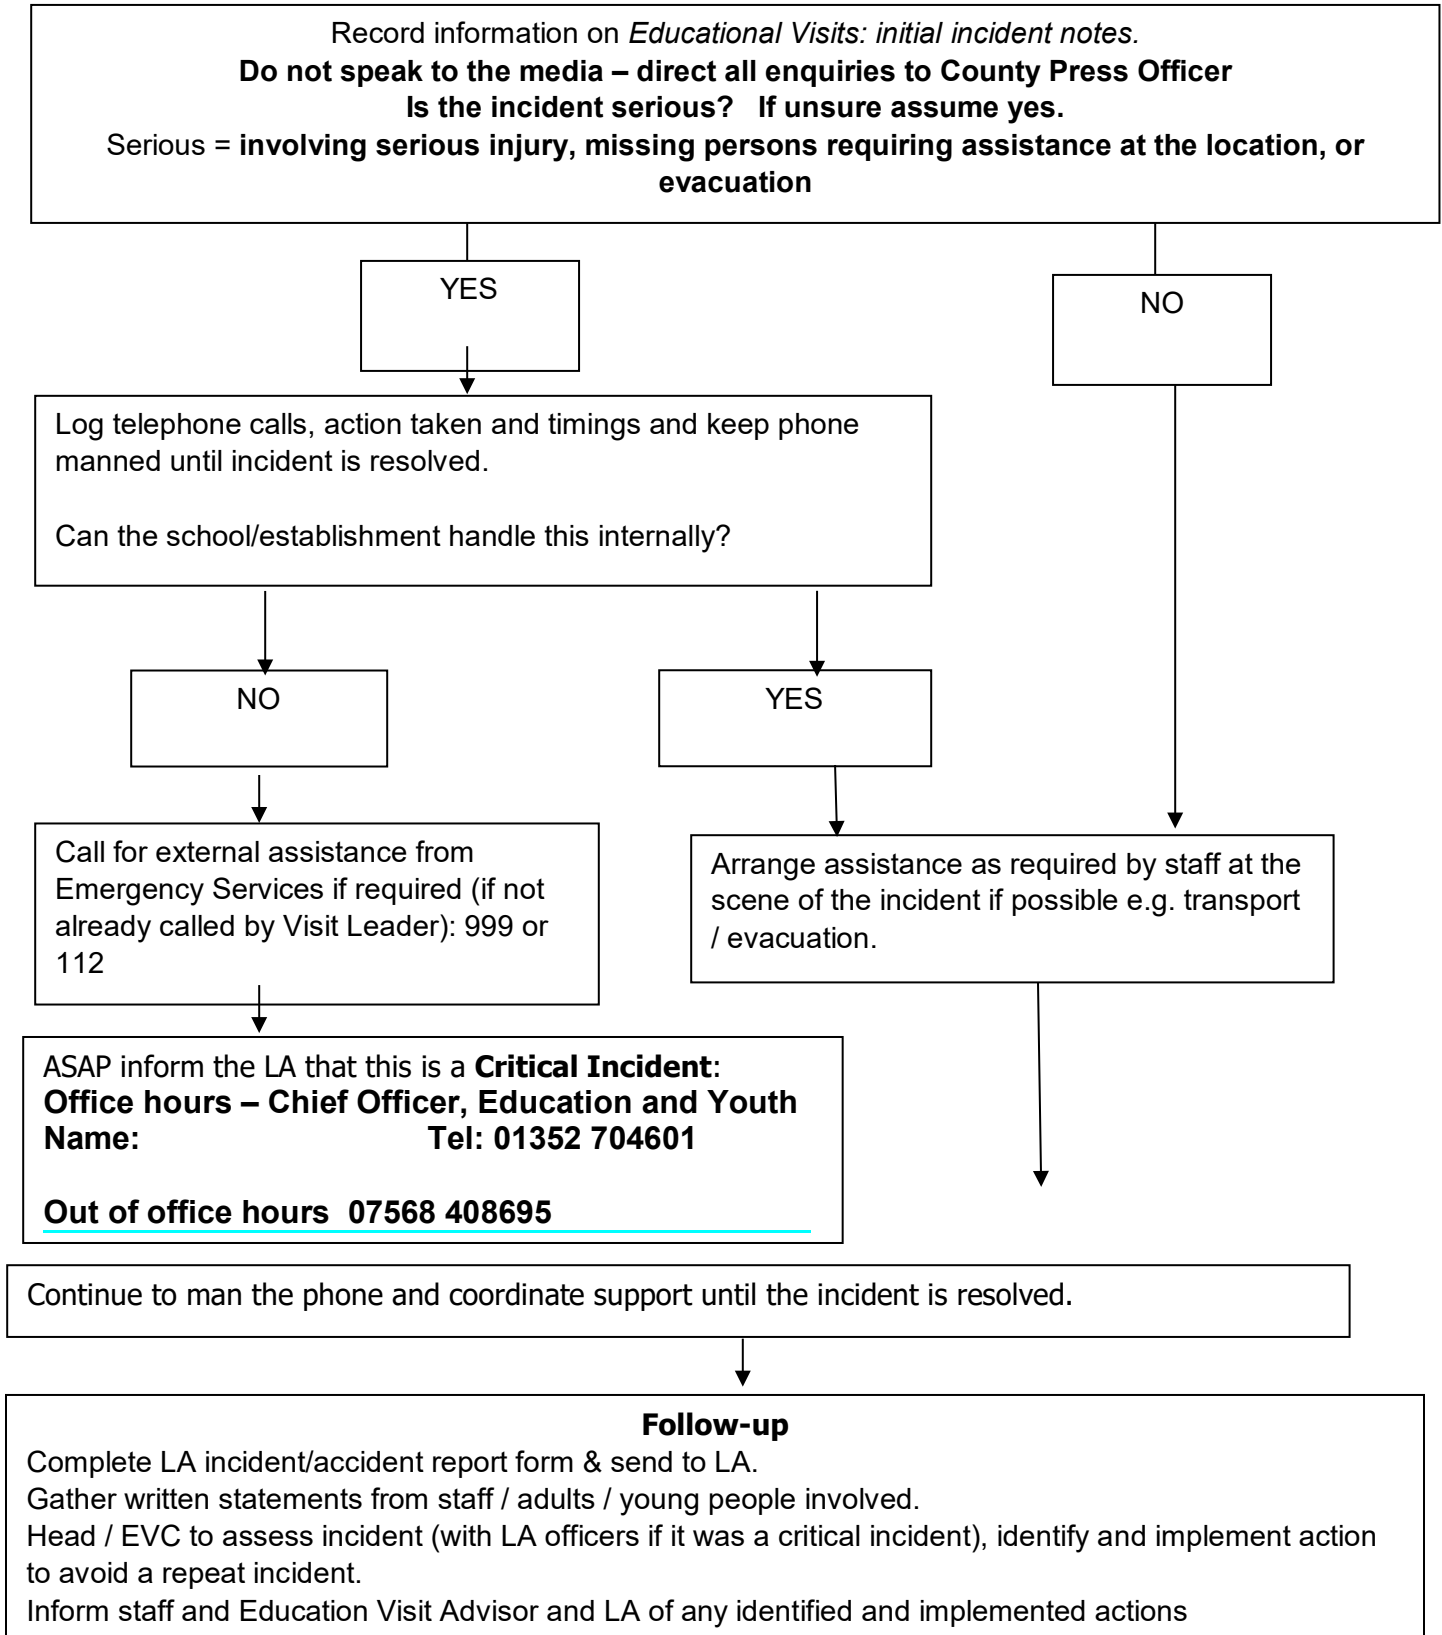 Record information on Educational Visits: initial incident notes.
Do not speak to the media – direct all enquiries to County Press Officer
Is the incident serious? If unsure assume yes.
Serious = involving serious injury, missing persons requiring assistance at the location, or
evacuation
YES
NO
Log telephone calls, action taken and timings and keep phone
manned until incident is resolved.
Can the school/establishment handle this internally?
NO
YES
Call for external assistance from
Emergency Services if required (if not
already called by Visit Leader): 999 or
112
Arrange assistance as required by staff at the
scene of the incident if possible e.g. transport
/ evacuation.
ASAP inform the LA that this is a Critical Incident:
Office hours – Chief Officer, Education and Youth
Name: Tel: 01352 704601
Out of office hours 07568 408695
Continue to man the phone and coordinate support until the incident is resolved.
Follow-up
Complete LA incident/accident report form & send to LA.
Gather written statements from staff / adults / young people involved.
Head / EVC to assess incident (with LA officers if it was a critical incident), identify and implement action
to avoid a repeat incident.
Inform staff and Education Visit Advisor and LA of any identified and implemented actions